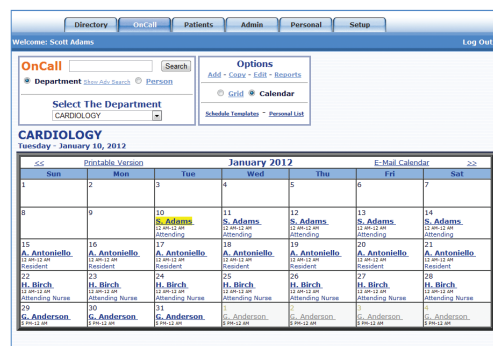 Directory OnCall Patients Admin Personal Setup
Welcome: Scott Adams Log Out
OnCall Search
Department Show Adv Search Person
Select The Department
CARDIOLOGY
Options
Add - Copy - Edit - Reports
Grid Calendar
Schedule Templates - Personal List
CARDIOLOGY
Tuesday - January 10, 2012
<< Printable Version January 2012 E-Mail Calendar >>
Sun Mon Tue Wed Thu Fri Sat
1 2 3 4 5 6 7
8 9 10 11 12 13 14
S. Adams S. Adams S. Adams S. Adams S. Adams
12 AM-12 AM 12 AM-12 AM 12 AM-12 AM 12 AM-12 AM 12 AM-12 AM
Attending Attending Attending Attending Attending
15 16 17 18 19 20 21
A. Antoniello A. Antoniello A. Antoniello A. Antoniello A. Antoniello A. Antoniello A. Antoniello
12 AM-12 AM 12 AM-12 AM 12 AM-12 AM 12 AM-12 AM 12 AM-12 AM 12 AM-12 AM 12 AM-12 AM
Resident Resident Resident Resident Resident Resident Resident
22 23 24 25 26 27 28
H. Birch H. Birch H. Birch H. Birch H. Birch H. Birch H. Birch
12 AM-12 AM 12 AM-12 AM 12 AM-12 AM 12 AM-12 AM 12 AM-12 AM 12 AM-12 AM 12 AM-12 AM
Attending Nurse Attending Nurse Attending Nurse Attending Nurse Attending Nurse Attending Nurse Attending Nurse
29 30 31 1 2 3 4
G. Anderson G. Anderson G. Anderson G. Anderson G. Anderson G. Anderson G. Anderson
5 PM-12 AM 5 PM-12 AM 5 PM-12 AM 5 PM-12 AM 5 PM-12 AM 5 PM-12 AM 5 PM-12 AM